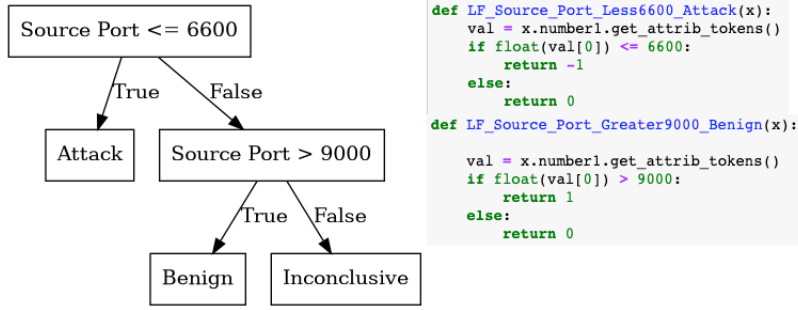 Source Port <= 6600
True
False
Attack
Source Port > 9000
True
False
Benign
Inconclusive
def LF_Source_Port_Less6600_Attack(x):
    val = x.number1.get_attrib_tokens()
    if float(val[0]) <= 6600:
        return -1
    else:
        return 0
def LF_Source_Port_Greater9000_Benign(x):
    val = x.number1.get_attrib_tokens()
    if float(val[0]) > 9000:
        return 1
    else:
        return 0